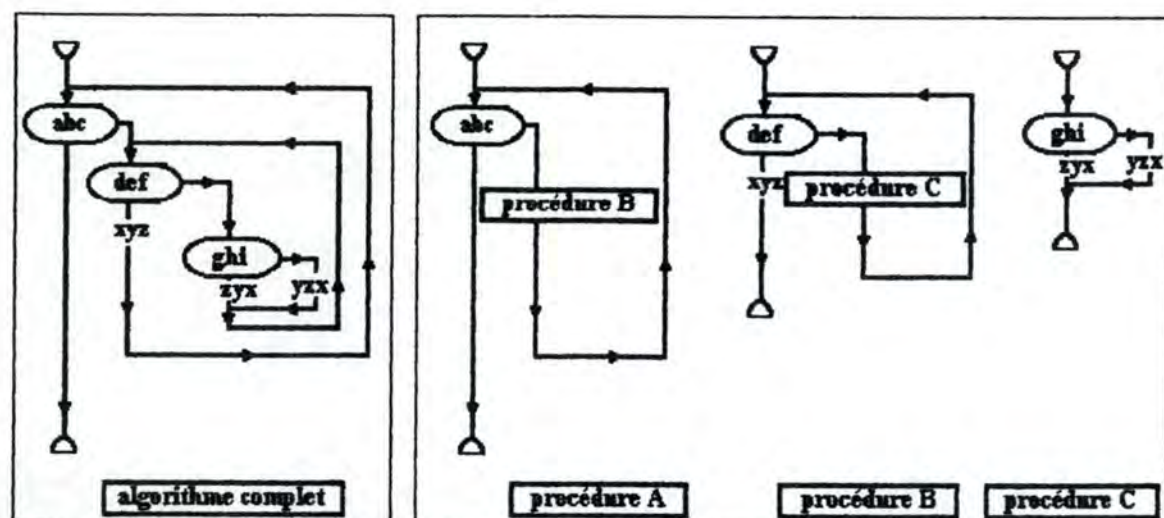 abc
def
xyz
ghi
zyx yzx
algorithme complet
abc
procédure B
procédure A
def
xyz
procédure C
procédure B
ghi
zyx yzx
procédure C